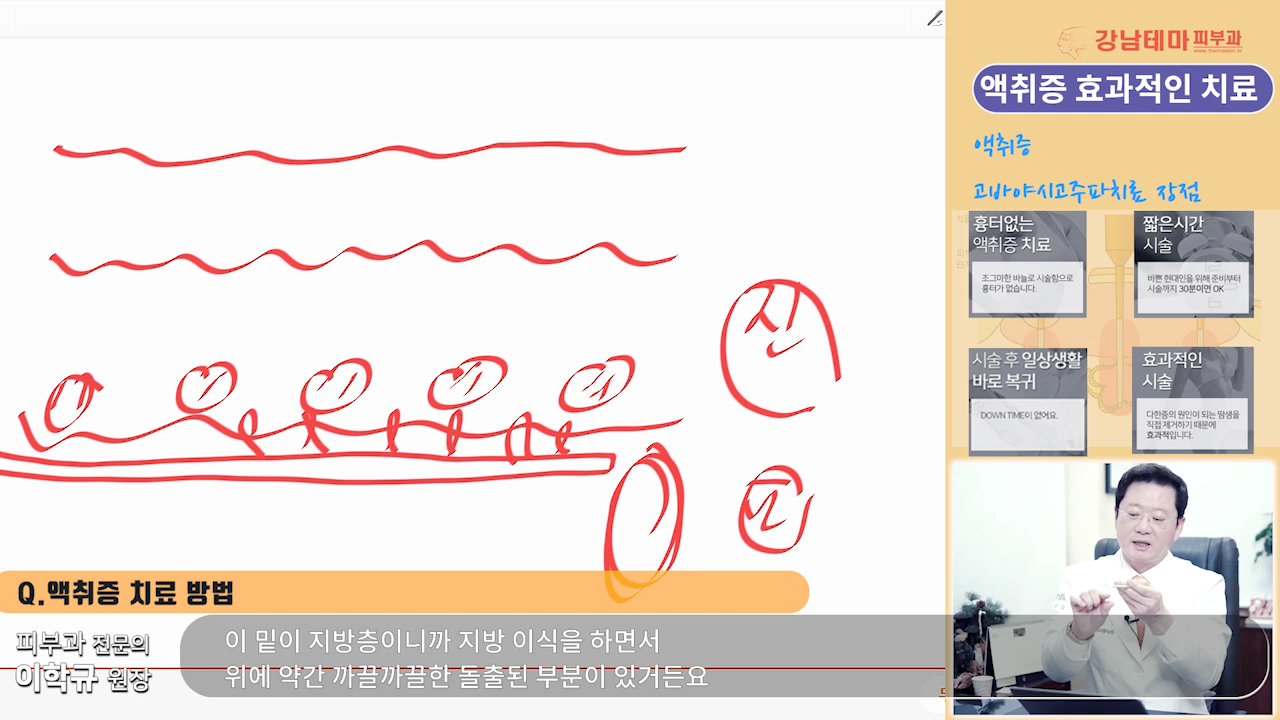 강남테마피부과
www.themaskin.kr
액취증 효과적인 치료
액취증
고바야시고주파치료 장점
흉터없는
액취증 치료
조그마한 바늘로 시술함으로
흉터가 없습니다.
짧은시간
시술
바쁜 현대인을 위해 준비부터
시술까지 30분이면 OK
시술 후 일상생활
바로 복귀
DOWN TIME이 없어요.
효과적인
시술
다한증의 원인이 되는 땀샘을
직접 제거하기 때문에
효과적입니다.
진
피
Q.액취증 치료 방법
피부과 전문의
이학규 원장
이 밑이 지방층이니까 지방 이식을 하면서
위에 약간 까끌까끌한 돌출된 부분이 있거든요